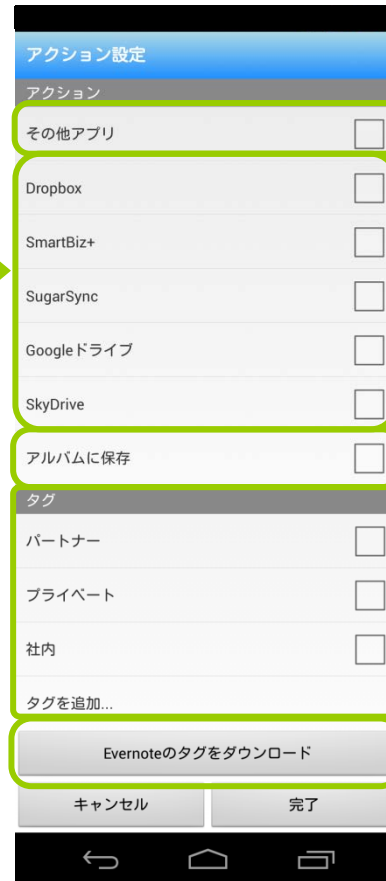 アクション設定
アクション
その他アプリ
Dropbox
SmartBiz+
SugarSync
Googleドライブ
SkyDrive
アルバムに保存
タグ
パートナー
プライベート
社内
タグを追加...
Evernoteのタグをダウンロード
キャンセル 完了